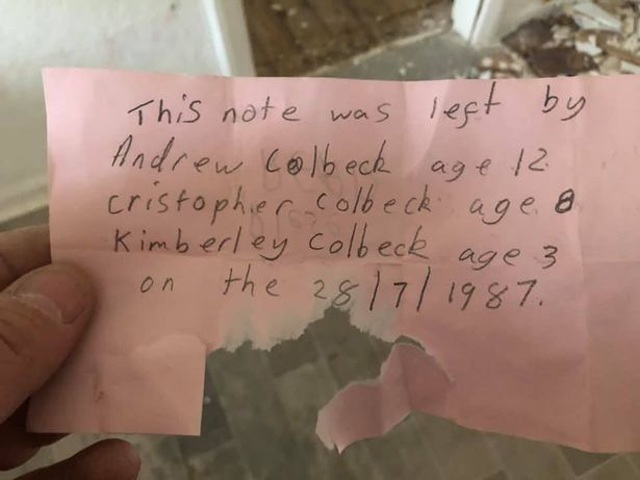 This note was left by
Andrew Colbeck age 12
cristopher Colbeck age 8
Kimberley Colbeck age 3
on the 28/7/1987.